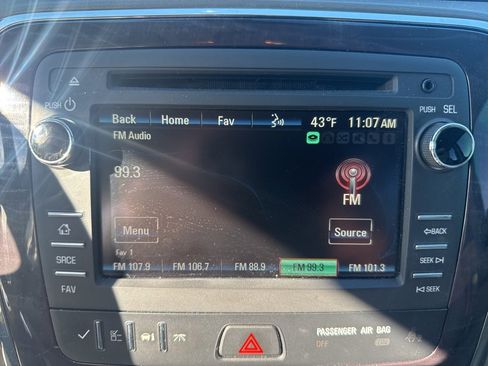 PUSH
PUSH SEL
Back Home Fav 43°F 11:07 AM
FM Audio
99.3
FM
Menu Source
BACK
SRCE
SEEK
Fav 1
FM 107.9 FM 106.7 FM 88.9 FM 99.3 FM 101.3
FAV
SEEK
PASSENGER AIR BAG
OFF